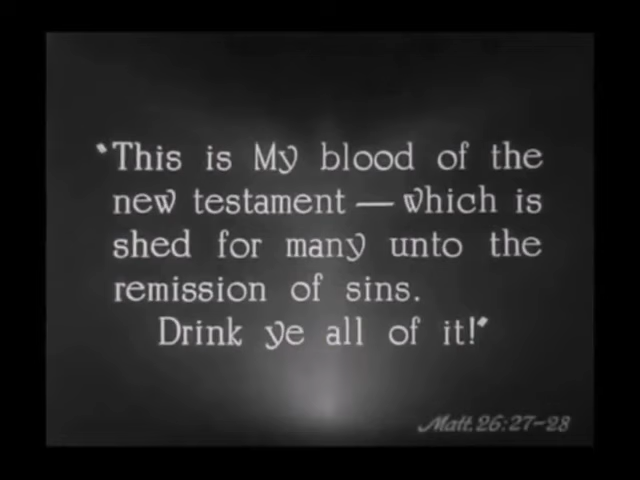 "This is My blood of the
new testament — which is
shed for many unto the
remission of sins.
Drink ye all of it!"
Matt. 26:27-28